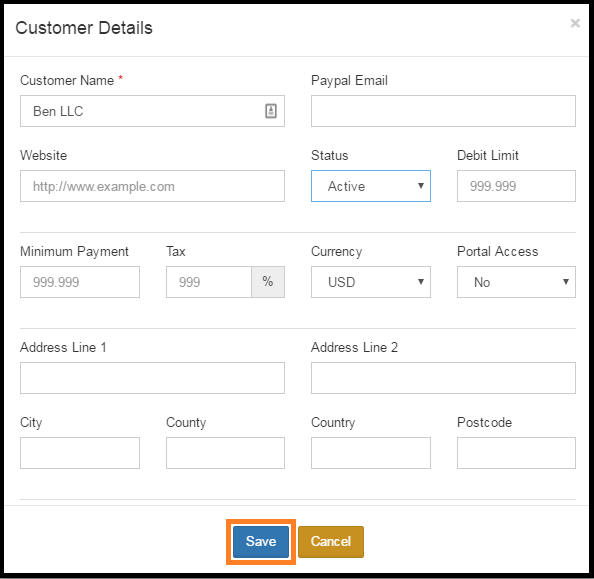 Customer Details ×
Customer Name * Paypal Email
Ben LLC
Website Status Debit Limit
http://www.example.com Active 999.999
Minimum Payment Tax Currency Portal Access
999.999 999 % USD No
Address Line 1 Address Line 2
City County Country Postcode
Save Cancel